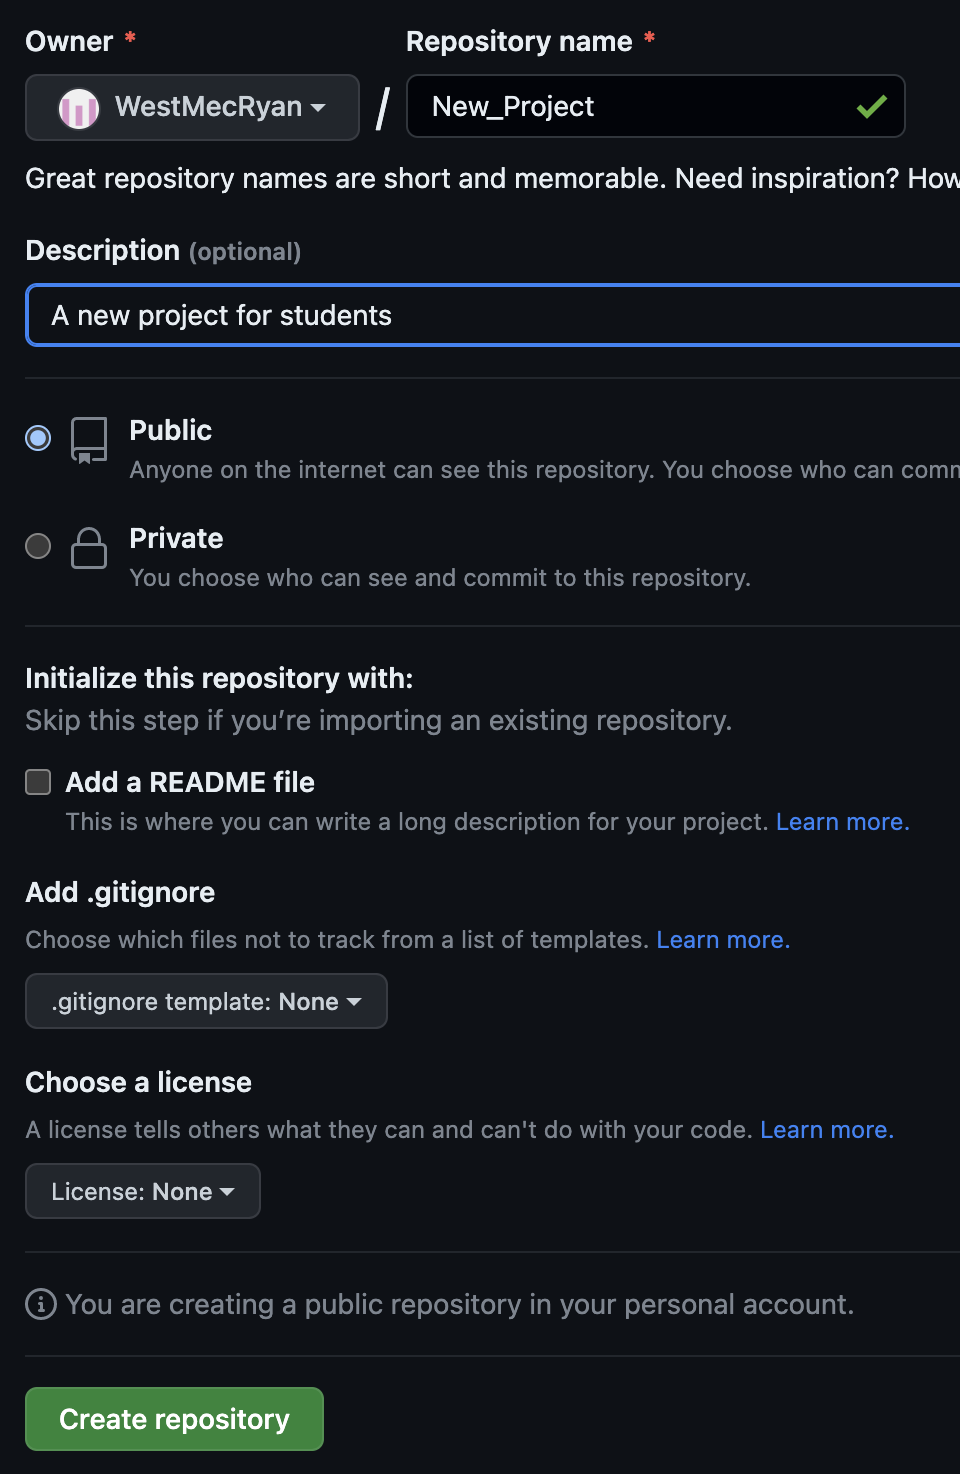 Owner *
Repository name *
WestMecRyan / New_Project
Great repository names are short and memorable. Need inspiration? How
Description (optional)
A new project for students
Public
Anyone on the internet can see this repository. You choose who can comm
Private
You choose who can see and commit to this repository.
Initialize this repository with:
Skip this step if you’re importing an existing repository.
Add a README file
This is where you can write a long description for your project. Learn more.
Add .gitignore
Choose which files not to track from a list of templates. Learn more.
.gitignore template: None
Choose a license
A license tells others what they can and can't do with your code. Learn more.
License: None
You are creating a public repository in your personal account.
Create repository